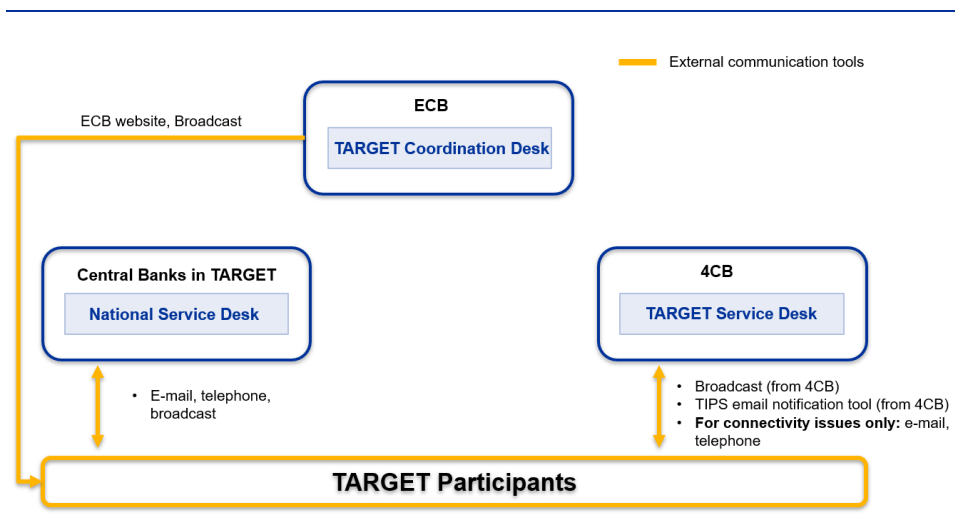 External communication tools
ECB
ECB website, Broadcast
TARGET Coordination Desk
Central Banks in TARGET
National Service Desk
4CB
TARGET Service Desk
• E-mail, telephone,
broadcast
• Broadcast (from 4CB)
• TIPS email notification tool (from 4CB)
• For connectivity issues only: e-mail,
telephone
TARGET Participants